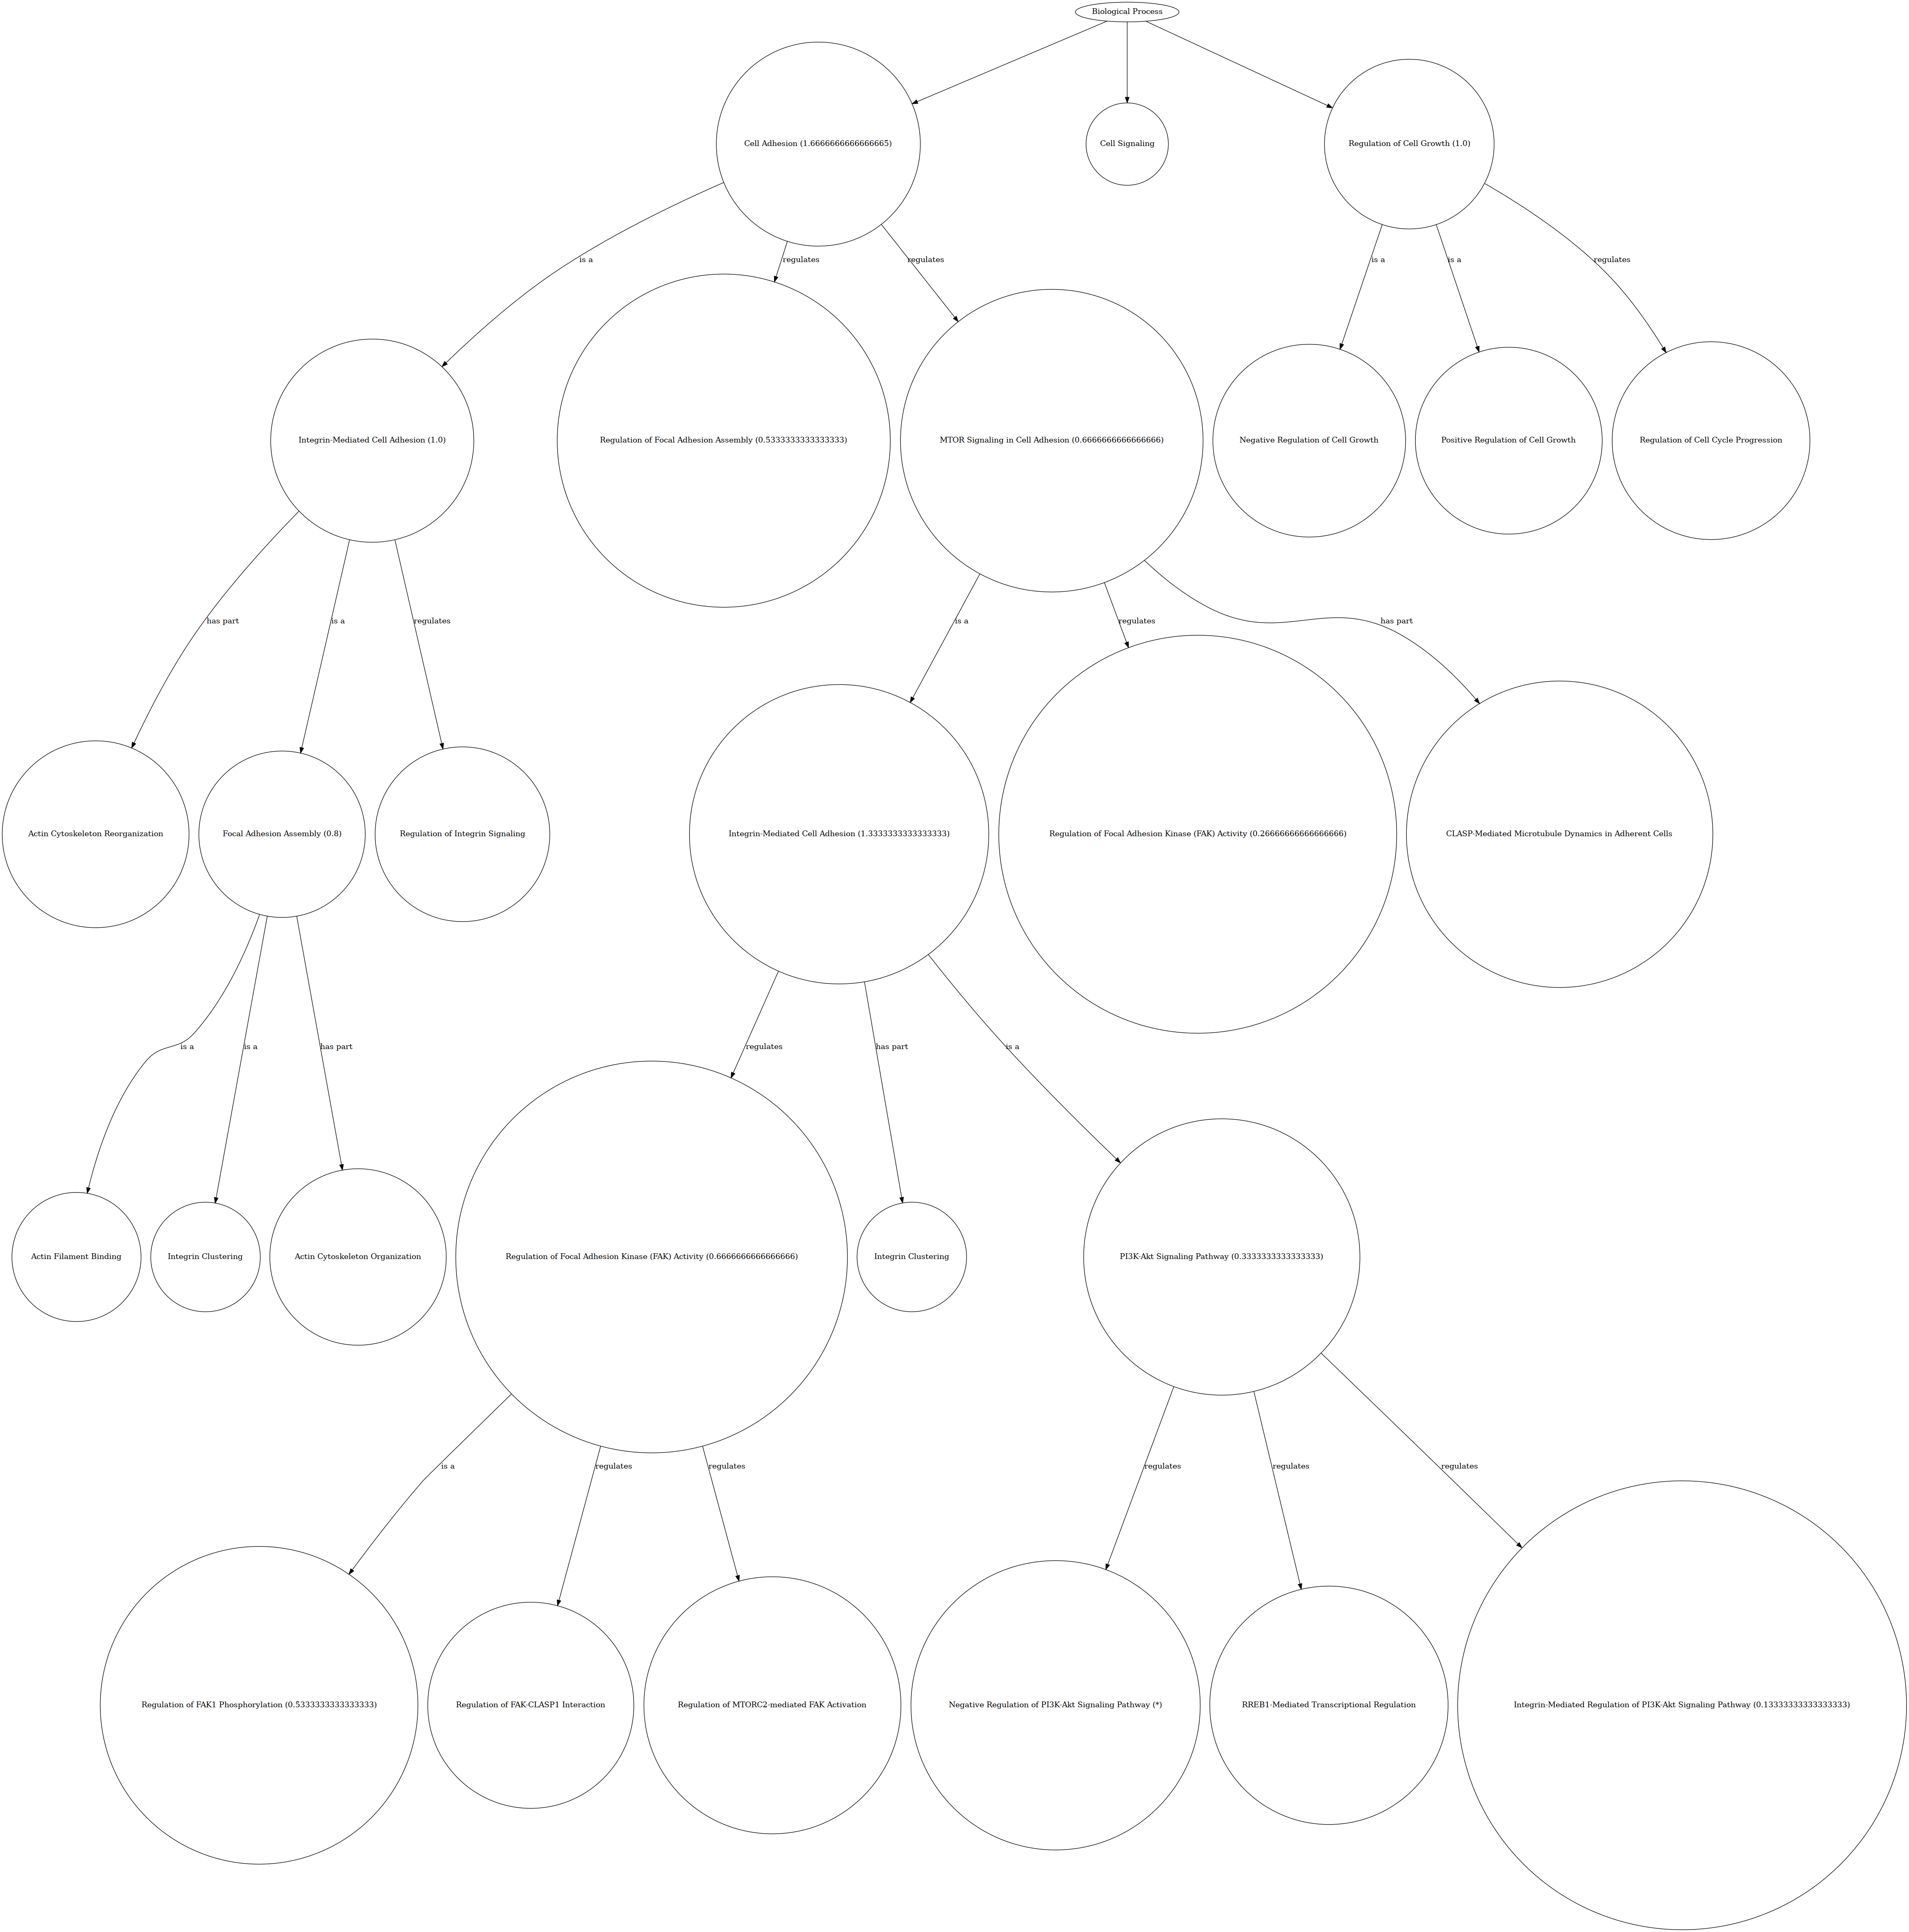 Biological Process
Cell Adhesion (1.6666666666666665)
Cell Signaling
Regulation of Cell Growth (1.0)
is a
regulates
regulates
is a
is a
regulates
Integrin-Mediated Cell Adhesion (1.0)
Regulation of Focal Adhesion Assembly (0.5333333333333333)
MTOR Signaling in Cell Adhesion (0.6666666666666666)
Negative Regulation of Cell Growth
Positive Regulation of Cell Growth
Regulation of Cell Cycle Progression
has part
is a
regulates
is a
regulates
has part
Actin Cytoskeleton Reorganization
Focal Adhesion Assembly (0.8)
Regulation of Integrin Signaling
Integrin-Mediated Cell Adhesion (1.3333333333333333)
Regulation of Focal Adhesion Kinase (FAK) Activity (0.26666666666666666)
CLASP-Mediated Microtubule Dynamics in Adherent Cells
is a
is a
has part
regulates
has part
is a
Actin Filament Binding
Integrin Clustering
Actin Cytoskeleton Organization
Regulation of Focal Adhesion Kinase (FAK) Activity (0.6666666666666666)
Integrin Clustering
PI3K-Akt Signaling Pathway (0.3333333333333333)
is a
regulates
regulates
regulates
regulates
regulates
Regulation of FAK1 Phosphorylation (0.5333333333333333)
Regulation of FAK-CLASP1 Interaction
Regulation of MTORC2-mediated FAK Activation
Negative Regulation of PI3K-Akt Signaling Pathway (*)
RREB1-Mediated Transcriptional Regulation
Integrin-Mediated Regulation of PI3K-Akt Signaling Pathway (0.13333333333333333)